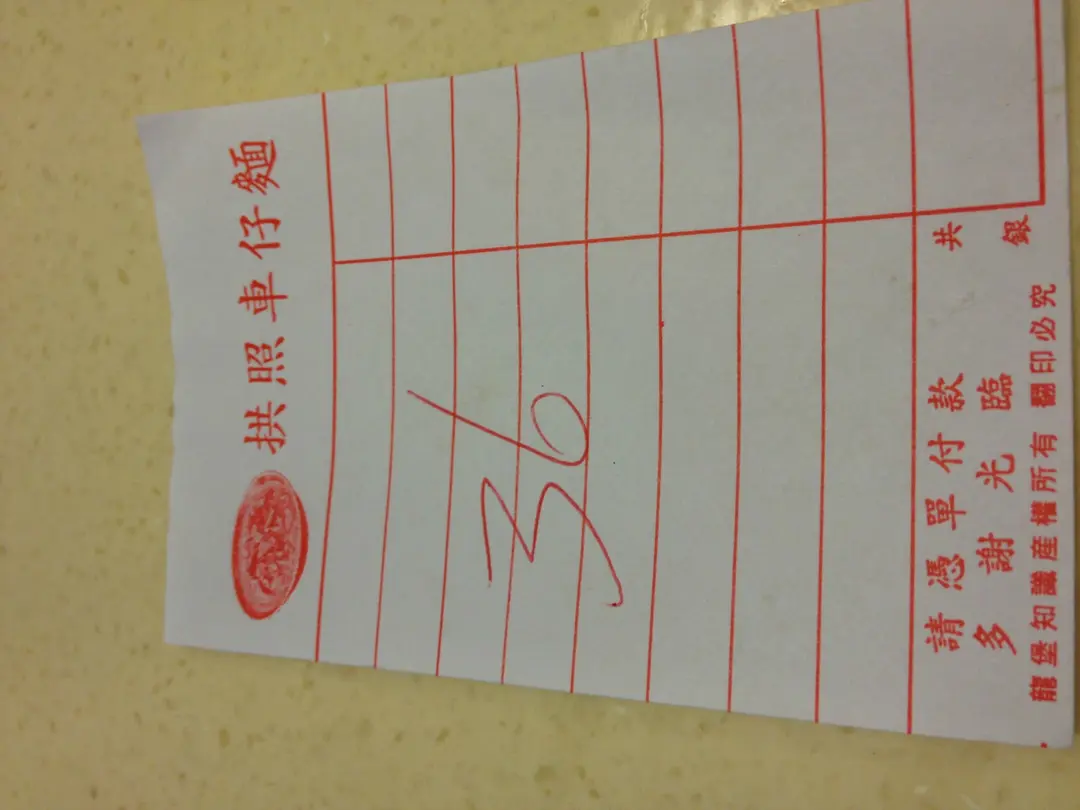 拱照車仔麵
36
共銀
請憑單付款
多謝光臨
龍堡知識產權所有 翻印必究